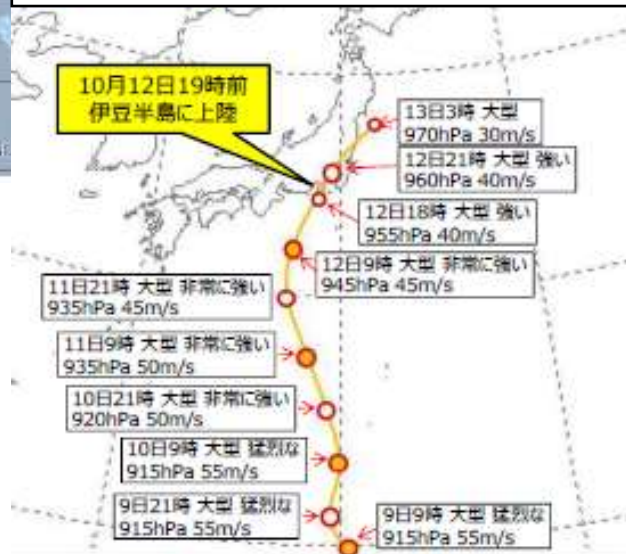 10月12日19時前
伊豆半島に上陸
13日3時 大型
970hPa 30m/s
12日21時 大型 強い
960hPa 40m/s
12日18時 大型 強い
955hPa 40m/s
12日9時 大型 非常に強い
945hPa 45m/s
11日21時 大型 非常に強い
935hPa 45m/s
11日9時 大型 非常に強い
935hPa 50m/s
10日21時 大型 非常に強い
920hPa 50m/s
10日9時 大型 猛烈な
915hPa 55m/s
9日21時 大型 猛烈な
915hPa 55m/s
9日9時 大型 猛烈な
915hPa 55m/s